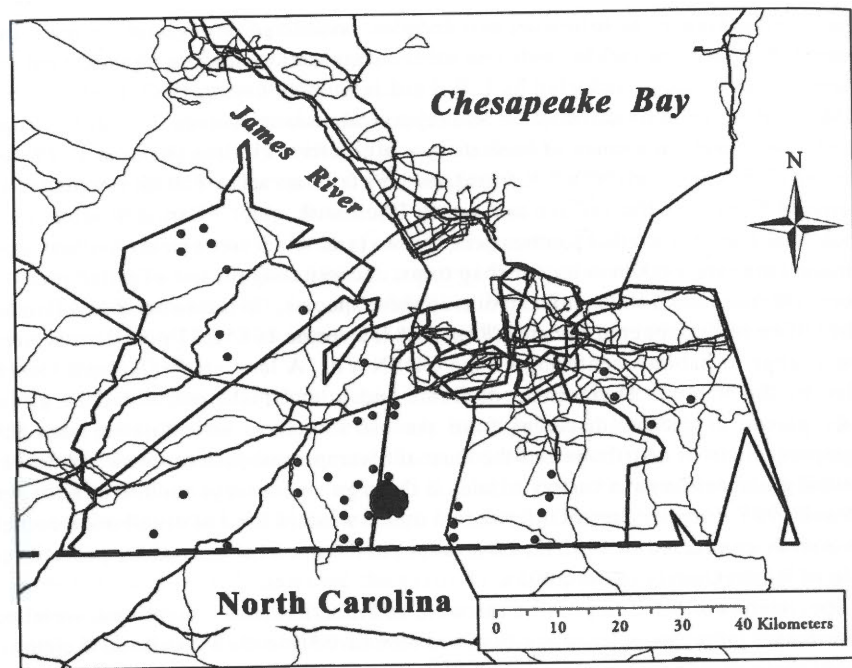 Chesapeake Bay
James
River
N
North Carolina
0 10 20 30 40 Kilometers